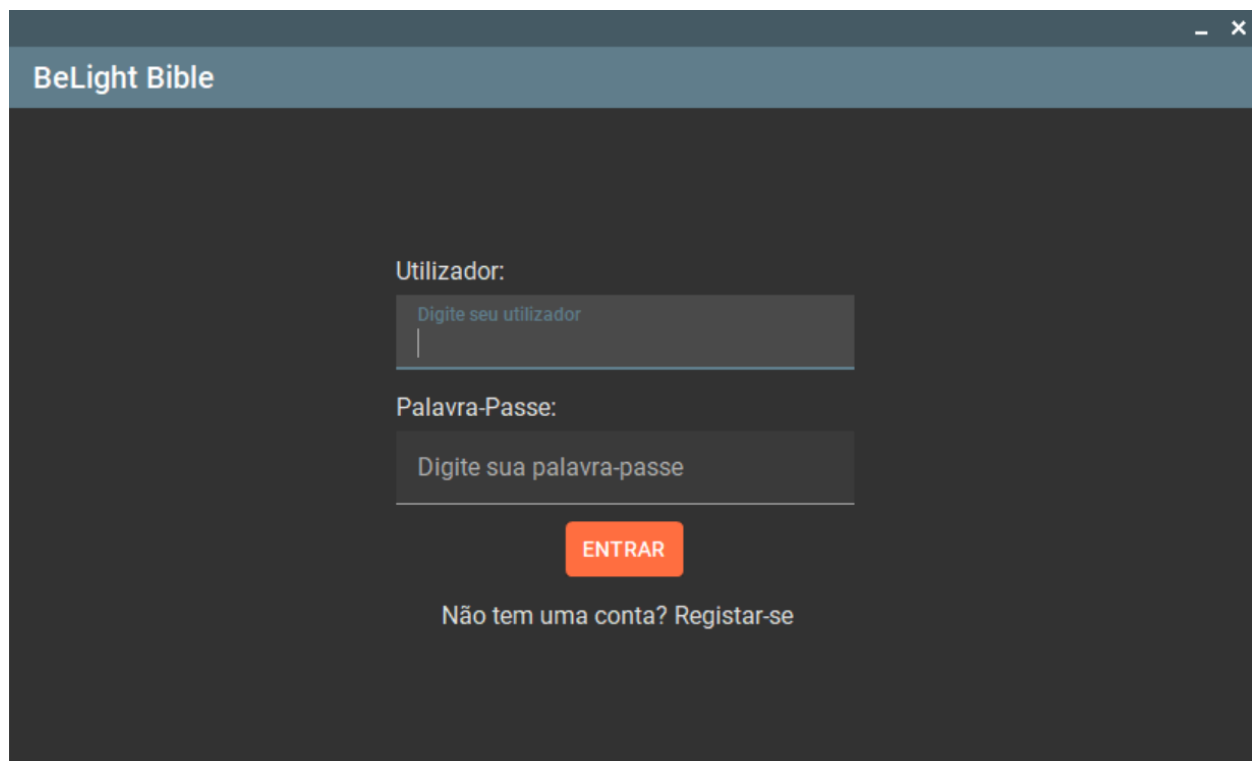 BeLight Bible
Utilizador:
Digite seu utilizador
Palavra-Passe:
Digite sua palavra-passe
ENTRAR
Não tem uma conta? Registar-se